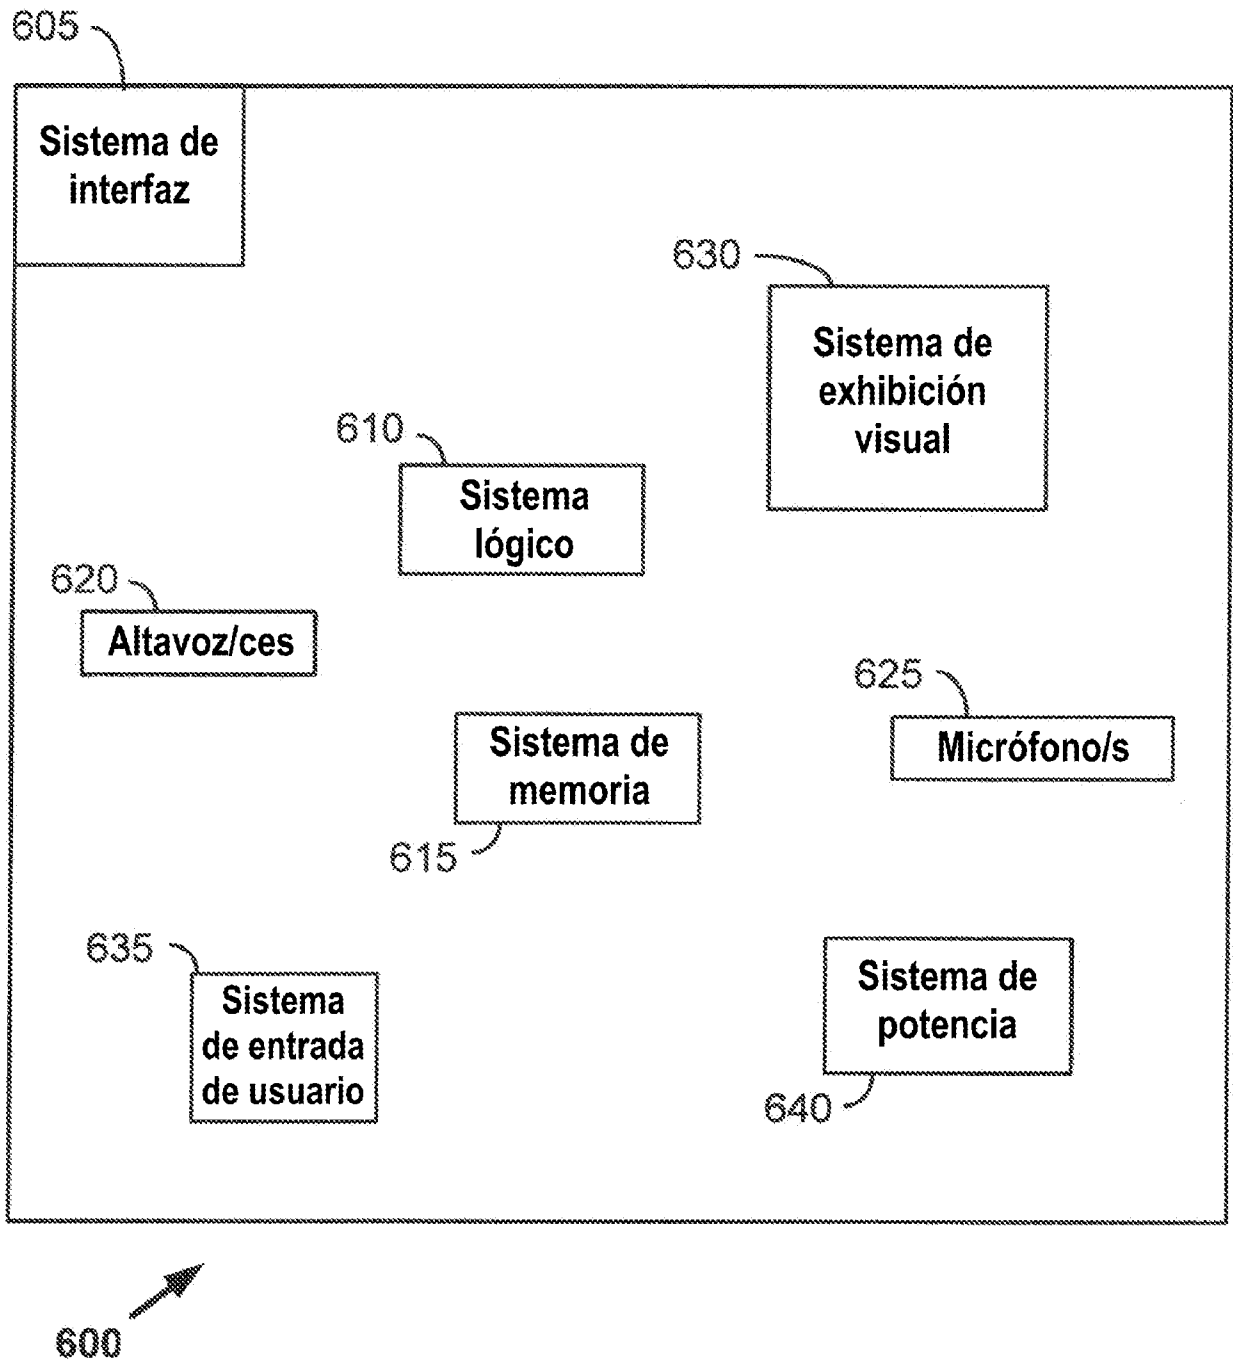 605
Sistema de
interfaz
630
Sistema de
exhibición
visual
610
Sistema
lógico
620
Altavoz/ces
625
Micrófono/s
Sistema de
memoria
615
635
Sistema
de entrada
de usuario
Sistema de
potencia
640
600